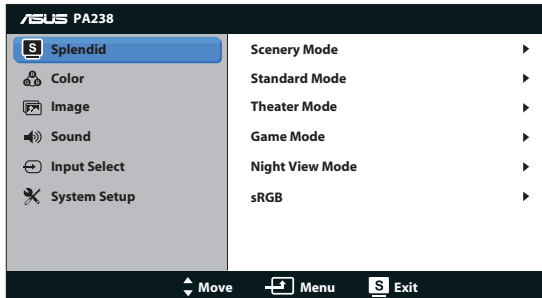 ASUS PA238
S Splendid
Color
Image
Sound
Input Select
System Setup
Scenery Mode
Standard Mode
Theater Mode
Game Mode
Night View Mode
sRGB
Move Menu S Exit